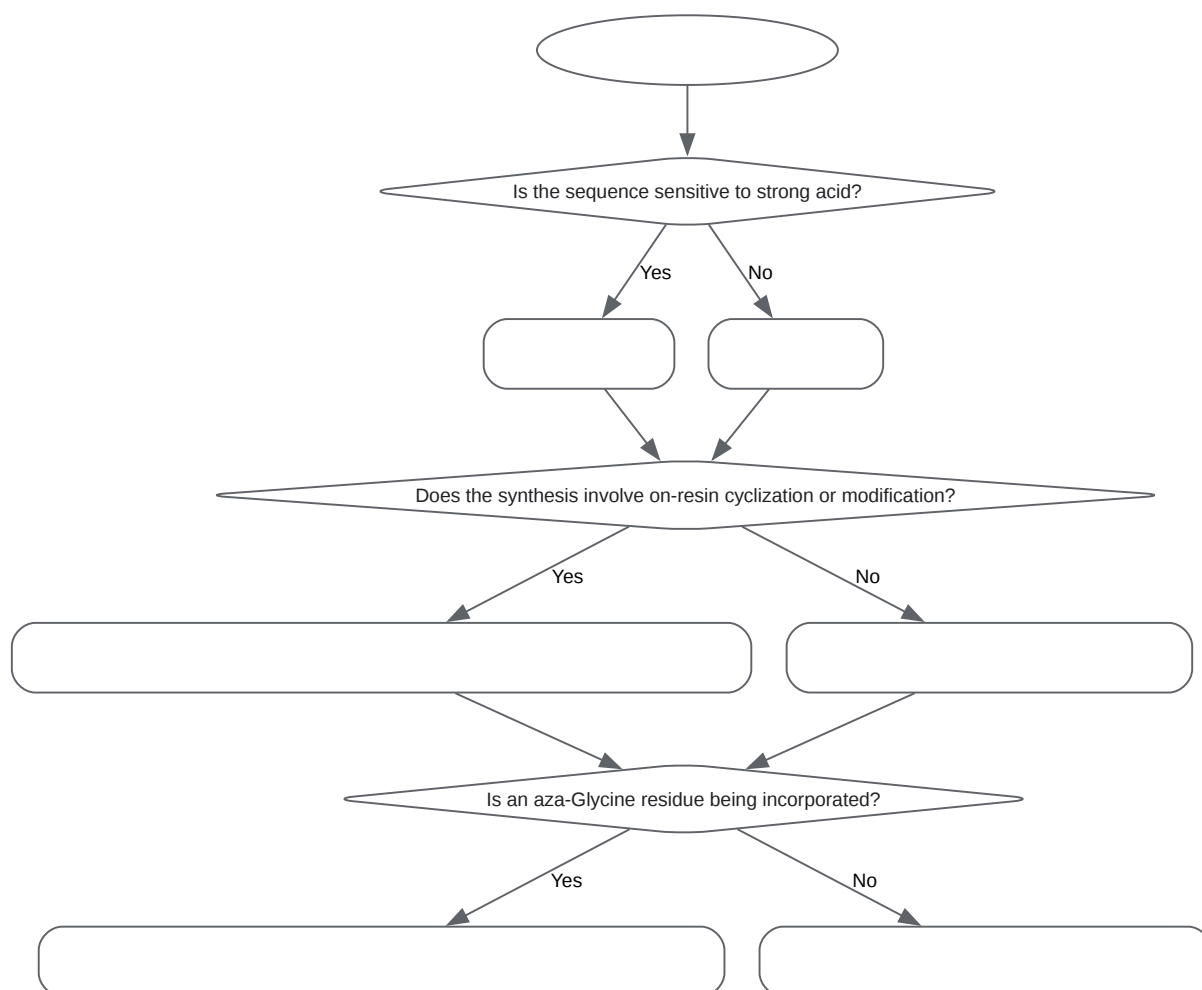 Is the sequence sensitive to strong acid?
Yes
No
Does the synthesis involve on-resin cyclization or modification?
Yes
No
Is an aza-Glycine residue being incorporated?
Yes
No